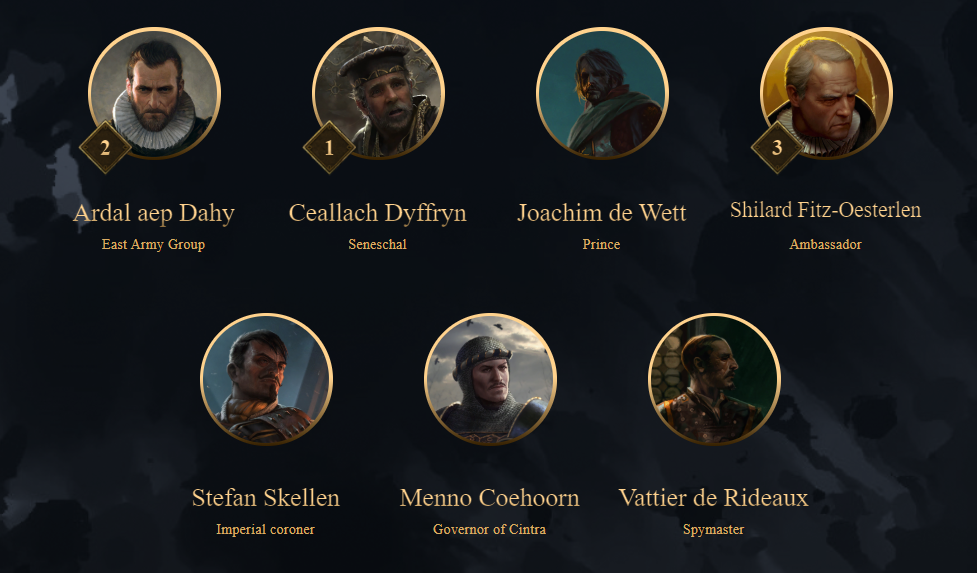 2
1
3
Ardal aep Dahy
Ceallach Dyffryn
Joachim de Wett
Shilard Fitz-Oesterlen
East Army Group
Seneschal
Prince
Ambassador
Stefan Skellen
Menno Coehoorn
Vattier de Rideaux
Imperial coroner
Governor of Cintra
Spymaster